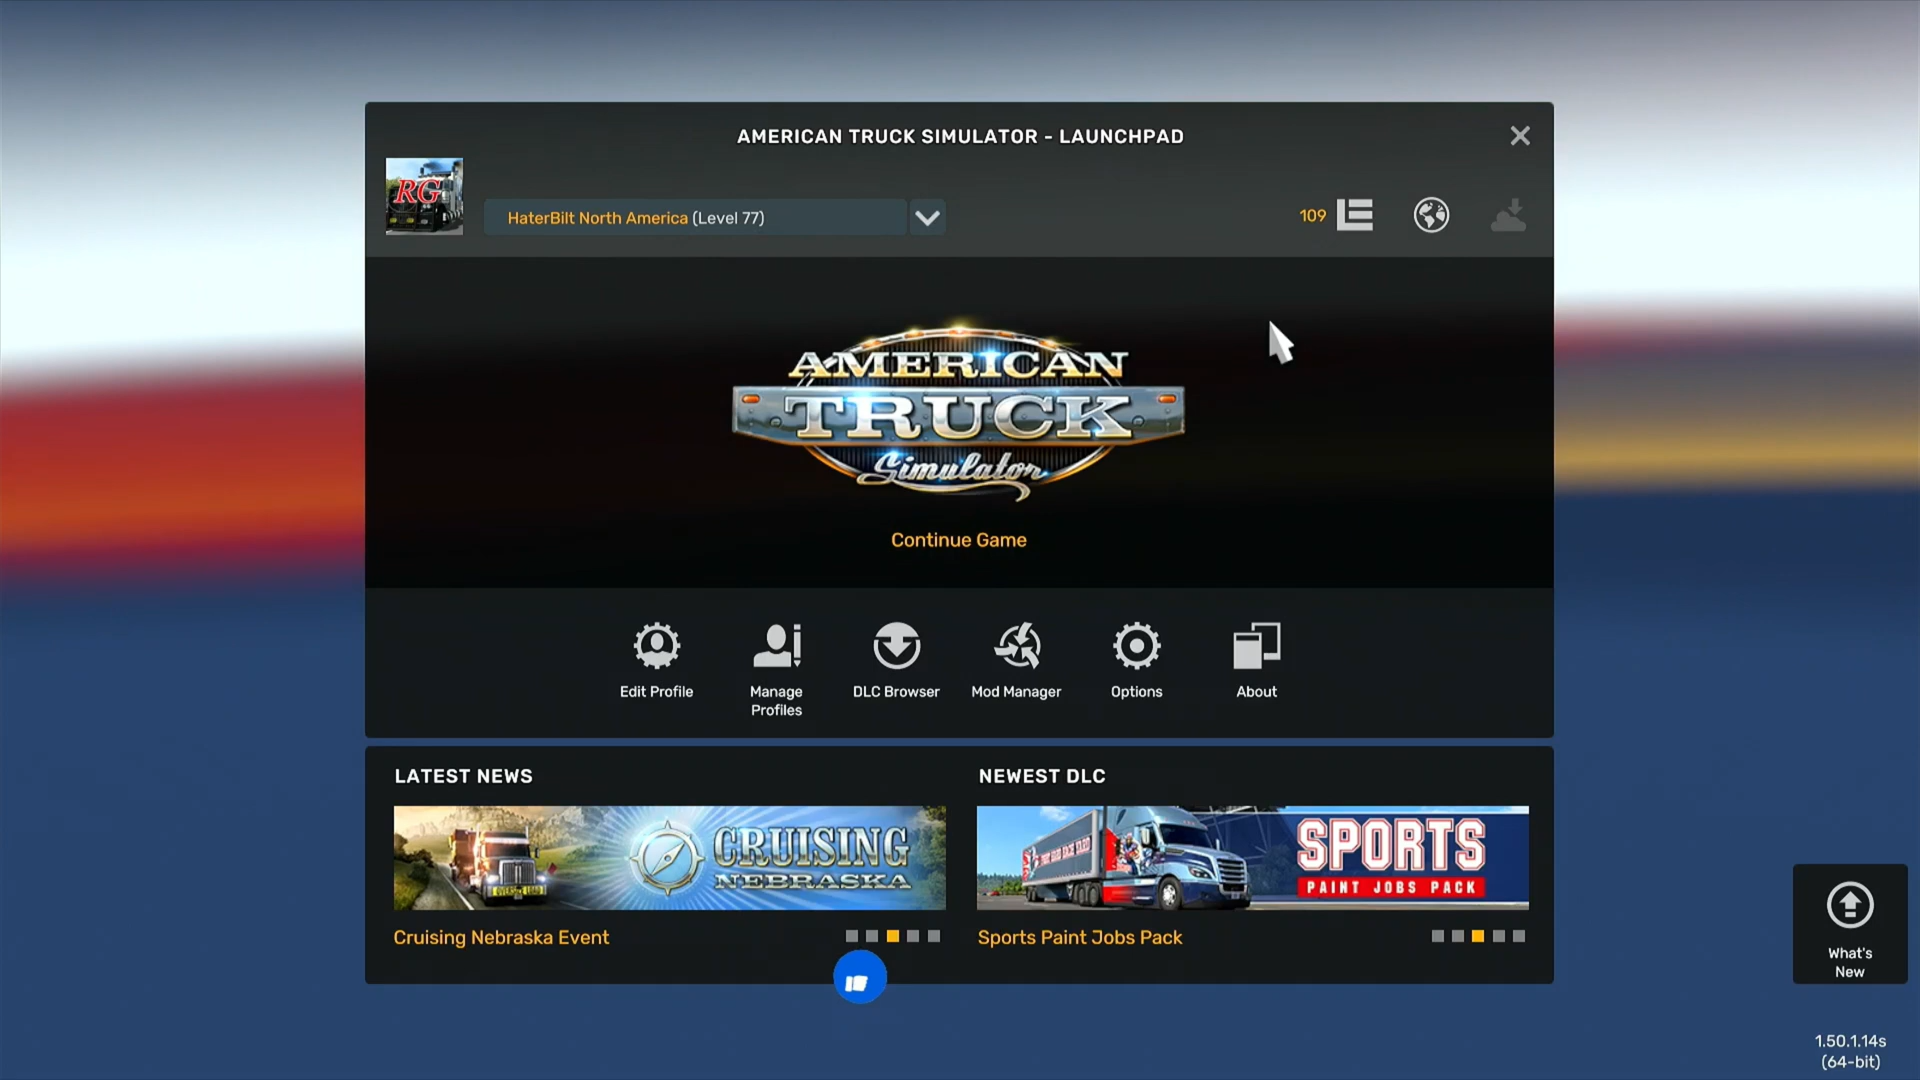 AMERICAN TRUCK SIMULATOR - LAUNCHPAD
RG
HaterBilt North America (Level 77)
109
AMERICAN
TRUCK
Simulator
Continue Game
Edit Profile
Manage
Profiles
DLC Browser
Mod Manager
Options
About
LATEST NEWS
NEWEST DLC
OVERSIZE LOAD
CRUISING
NEBRASKA
SPORTS
PAINT JOBS PACK
Cruising Nebraska Event
Sports Paint Jobs Pack
What's
New
1.50.1.14s
(64-bit)